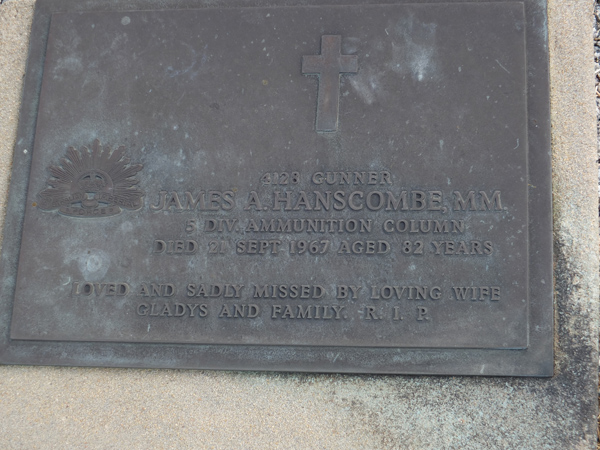 GUNNER
JAMES A. HANSCOMBE, MM.
5 DIV. AMMUNITION COLUMN
DIED 21 SEPT 1967 AGED 82 YEARS
LOVED AND SADLY MISSED BY LOVING WIFE
GLADYS AND FAMILY. R. I. P.